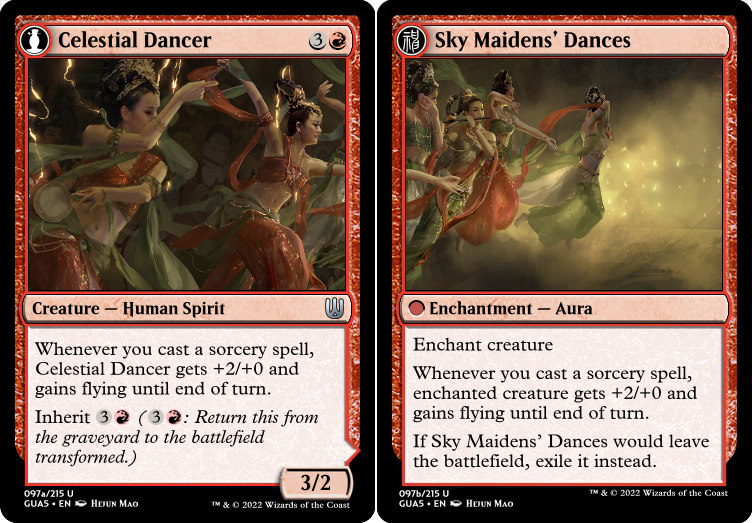 Celestial Dancer 3
Creature — Human Spirit
Whenever you cast a sorcery spell,
Celestial Dancer gets +2/+0 and
gains flying until end of turn.
Inherit 3 ( 3 : Return this from
the graveyard to the battlefield
transformed.)
3/2
097a/215 U
GUA5 • EN Hejun Mao
™ & © 2022 Wizards of the Coast
Sky Maidens' Dances
Enchantment — Aura
Enchant creature
Whenever you cast a sorcery spell,
enchanted creature gets +2/+0 and
gains flying until end of turn.
If Sky Maidens' Dances would leave
the battlefield, exile it instead.
097b/215 U
GUA5 • EN Hejun Mao
™ & © 2022 Wizards of the Coast